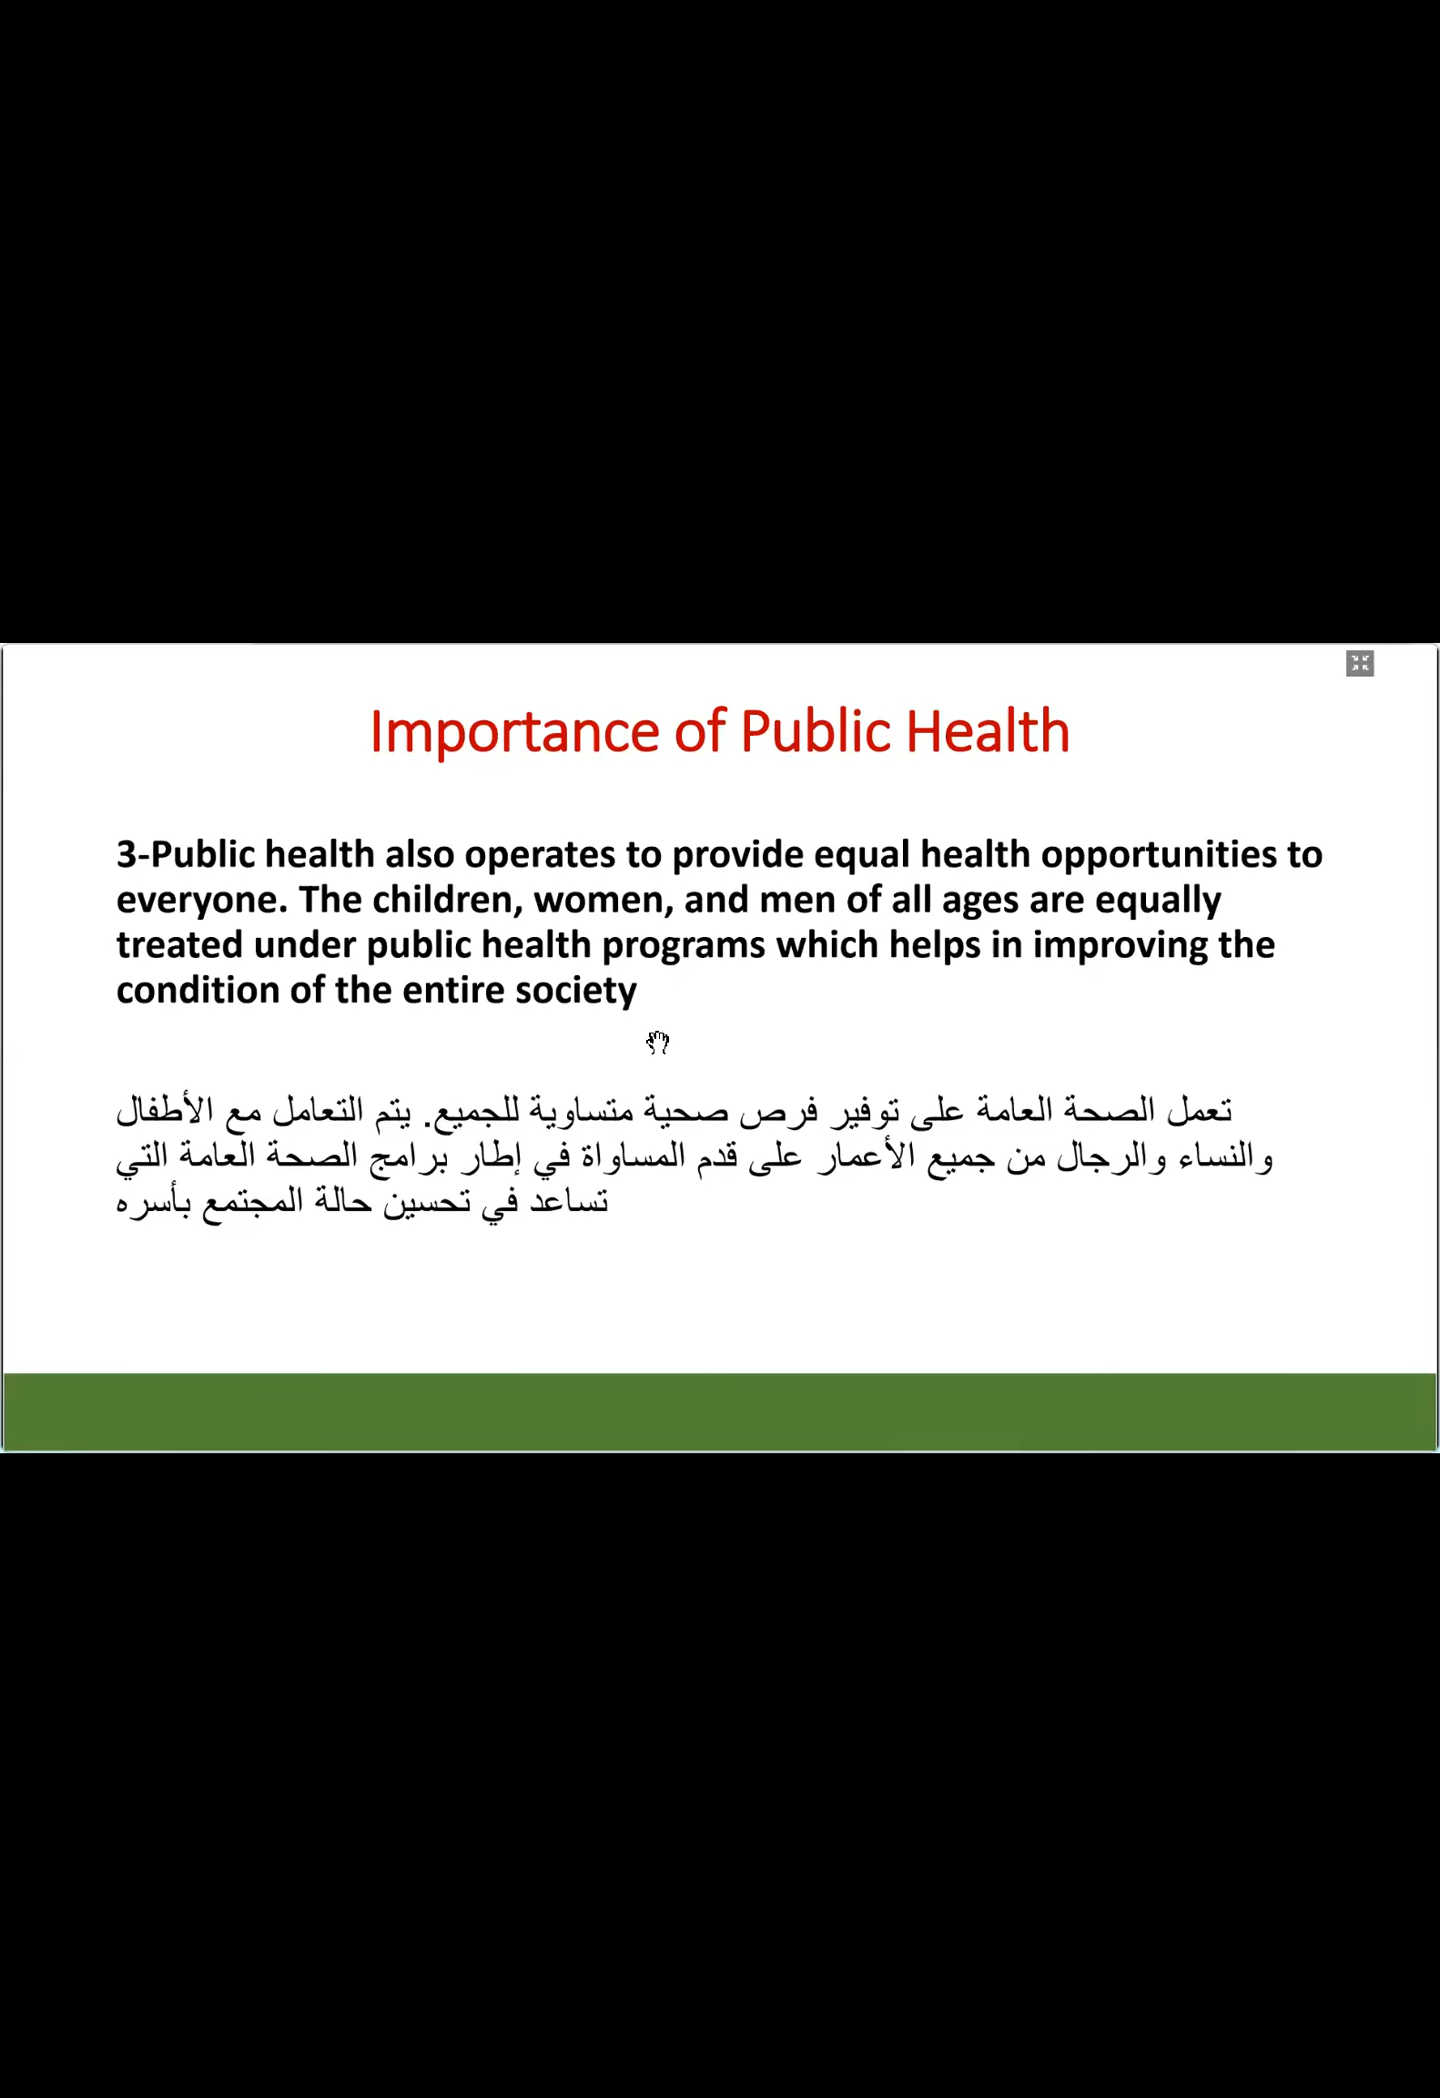 Importance of Public Health
3-Public health also operates to provide equal health opportunities to
everyone. The children, women, and men of all ages are equally
treated under public health programs which helps in improving the
condition of the entire society
تعمل الصحة العامة على توفير فرص صحية متساوية للجميع. يتم التعامل مع الأطفال
والنساء والرجال من جميع الأعمار على قدم المساواة في إطار برامج الصحة العامة التي
تساعد في تحسين حالة المجتمع بأسره